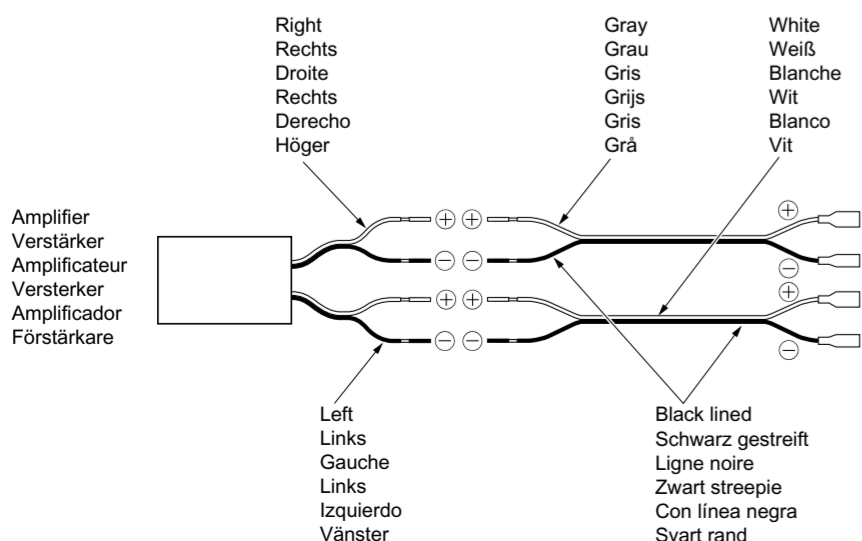 Right
Rechts
Droite
Rechts
Derecho
Höger
Gray
Grau
Gris
Grijs
Gris
Grå
White
Weiß
Blanche
Wit
Blanco
Vit
Amplifier
Verstärker
Amplificateur
Versterker
Amplificador
Förstärkare
+ + +
- - -
+ + +
- - -
Left
Links
Gauche
Links
Izquierdo
Vänster
Black lined
Schwarz gestreift
Ligne noire
Zwart streepie
Con línea negra
Svart rand